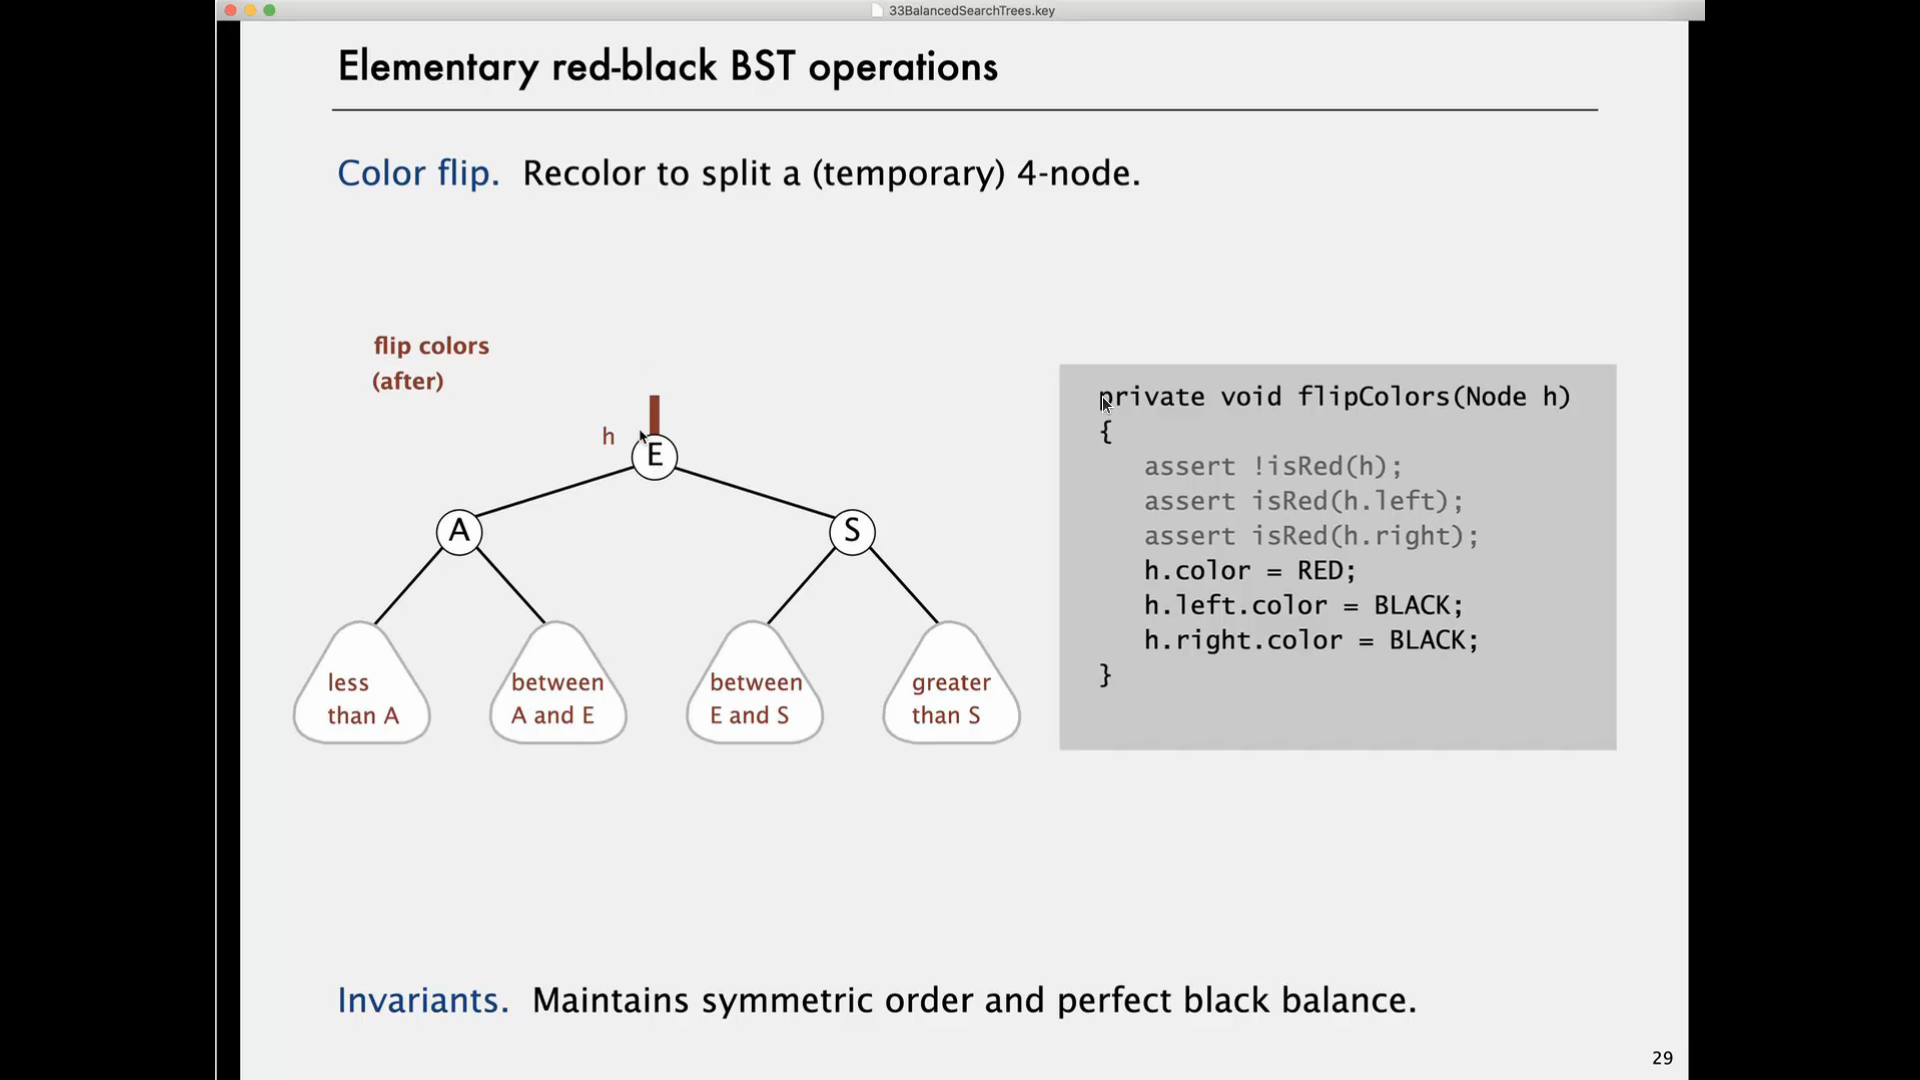 33BalancedSearchTrees.key
Elementary red-black BST operations
Color flip. Recolor to split a (temporary) 4-node.
flip colors
(after)
h
E
A
S
less
than A
between
A and E
between
E and S
greater
than S
private void flipColors(Node h)
{
assert !isRed(h);
assert isRed(h.left);
assert isRed(h.right);
h.color = RED;
h.left.color = BLACK;
h.right.color = BLACK;
}
Invariants. Maintains symmetric order and perfect black balance.
29